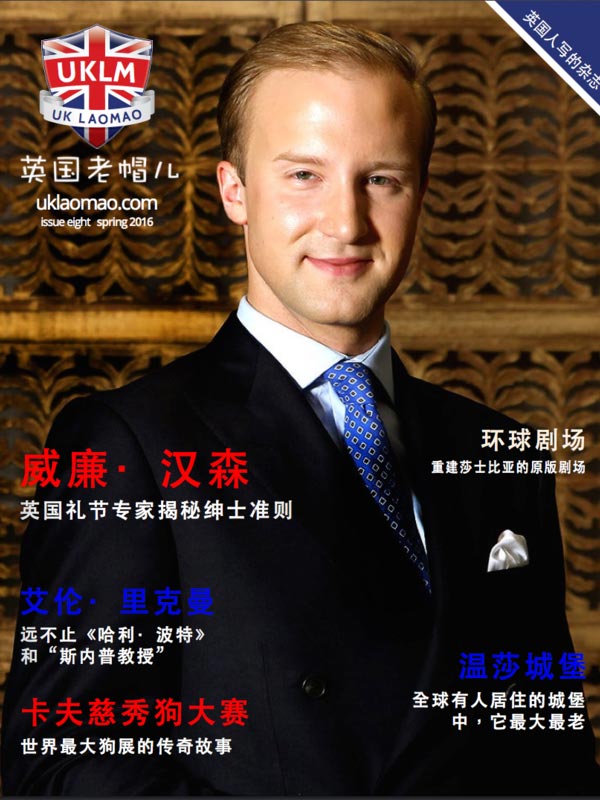 英国人写的杂志
UKLM
UK LAOMAO
英国老帽儿
uklaomao.com
issue eight spring 2016
威廉·汉森
英国礼节专家揭秘绅士准则
环球剧场
重建莎士比亚的原版剧场
艾伦·里克曼
远不止《哈利·波特》
和“斯内普教授”
温莎城堡
全球有人居住的城堡
中，它最大最老
卡夫慈秀狗大赛
世界最大狗展的传奇故事